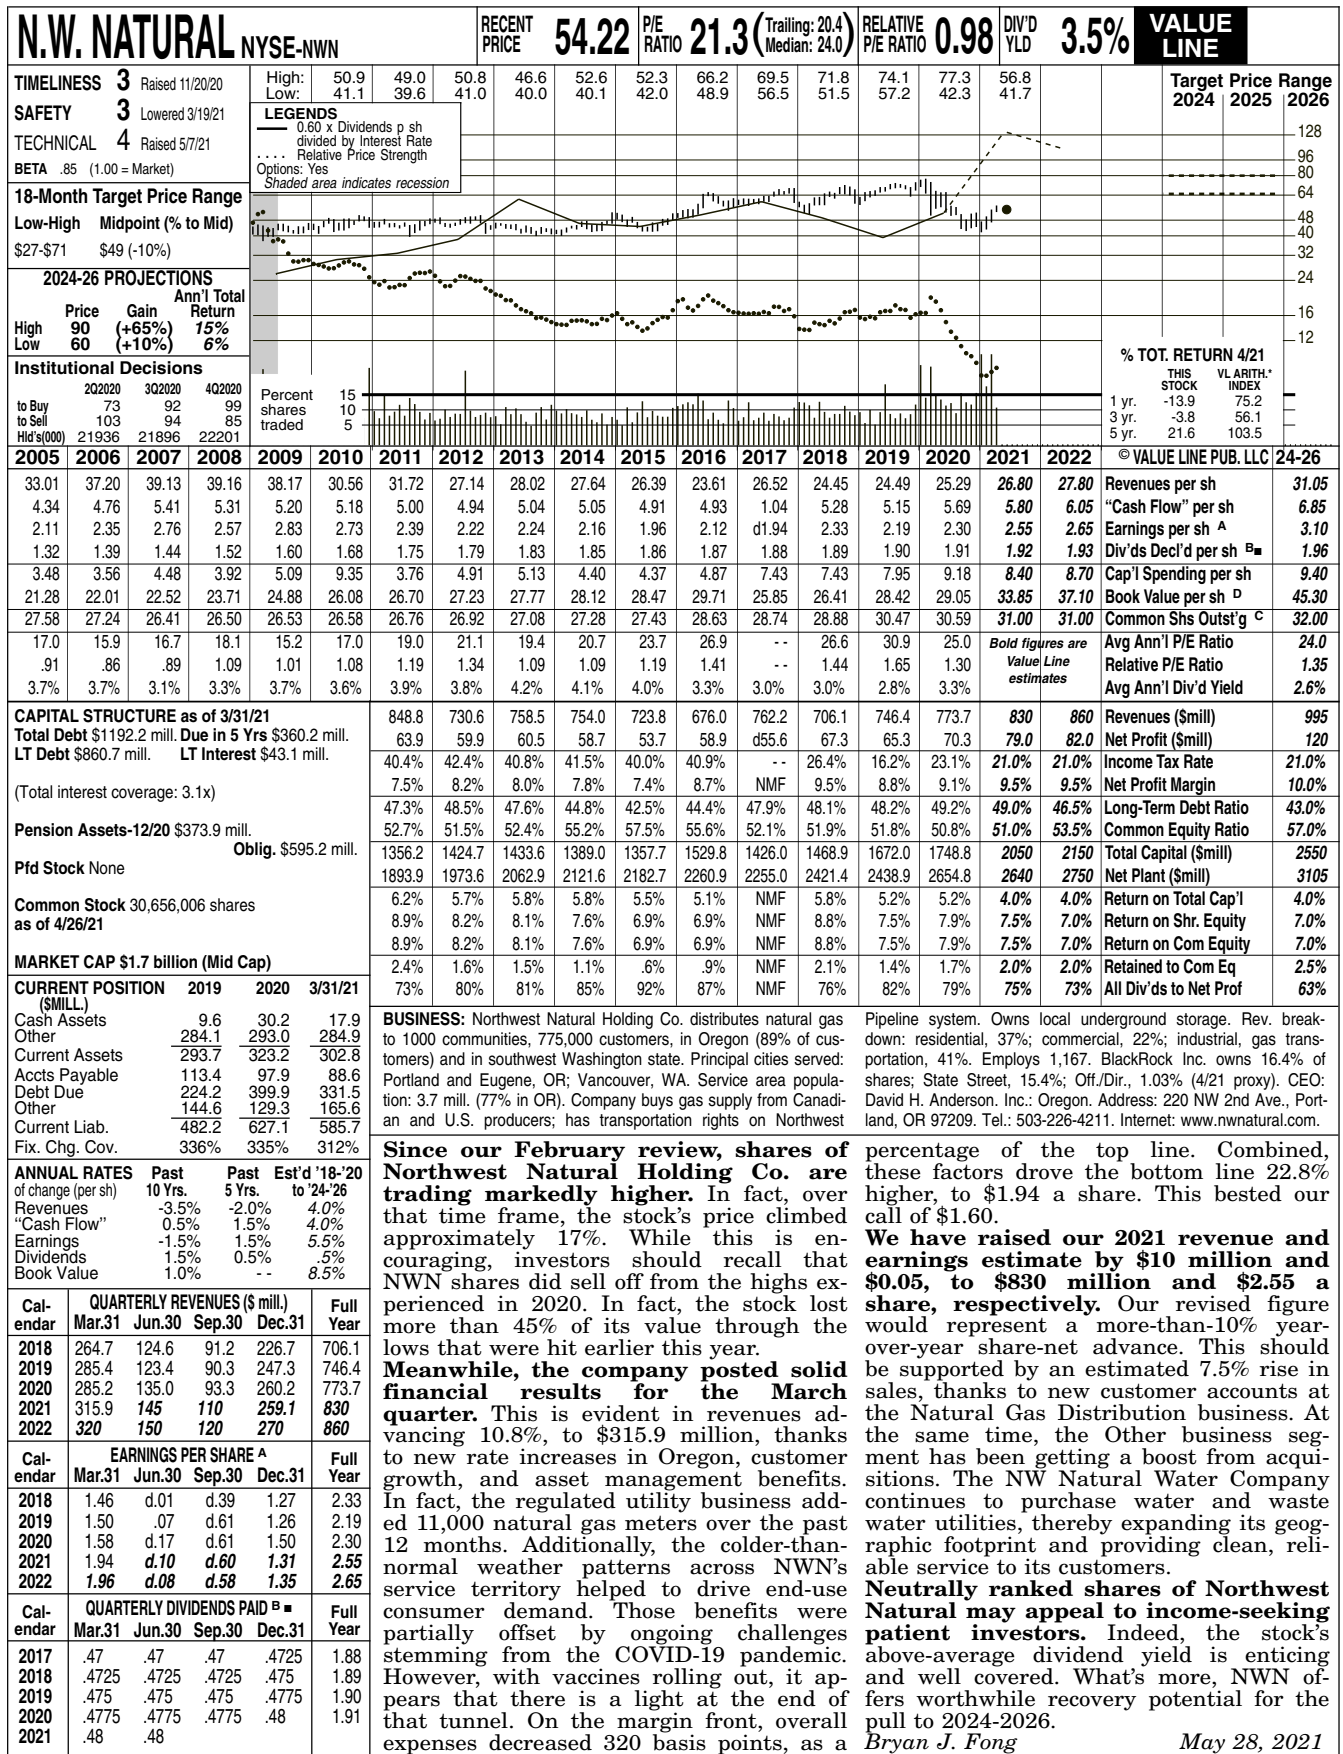 N.W. NATURAL NYSE-NWN RECENT PRICE 54.22 P/E RATIO 21.3 (Trailing: 20.4 Median: 24.0) RELATIVE P/E RATIO 0.98 DIV'D YLD 3.5% VALUE LINE
TIMELINESS 3 Raised 11/20/20
SAFETY 3 Lowered 3/19/21
TECHNICAL 4 Raised 5/7/21
BETA .85 (1.00 = Market)
18-Month Target Price Range
Low-High Midpoint (% to Mid)
$27-$71 $49 (-10%)
2024-26 PROJECTIONS
Ann'l Total
Price Gain Return
High 90 (+65%) 15%
Low 60 (+10%) 6%
Institutional Decisions
2Q2020 3Q2020 4Q2020
to Buy 73 92 99
to Sell 103 94 85
Hld's(000) 21936 21896 22201
High: 50.9 49.0 50.8 46.6 52.6 52.3 66.2 69.5 71.8 74.1 77.3 56.8
Low: 41.1 39.6 41.0 40.0 40.1 42.0 48.9 56.5 51.5 57.2 42.3 41.7
LEGENDS
0.60 x Dividends p sh
divided by Interest Rate
. . . . Relative Price Strength
Options: Yes
Shaded area indicates recession
Target Price Range
2024 2025 2026
128
96
80
64
48
40
32
24
16
12
Percent 15
shares 10
traded 5
% TOT. RETURN 4/21
THIS VL ARITH.*
STOCK INDEX
1 yr. -13.9 75.2
3 yr. -3.8 56.1
5 yr. 21.6 103.5
2005 2006 2007 2008 2009 2010 2011 2012 2013 2014 2015 2016 2017 2018 2019 2020 2021 2022 © VALUE LINE PUB. LLC 24-26
33.01 37.20 39.13 39.16 38.17 30.56 31.72 27.14 28.02 27.64 26.39 23.61 26.52 24.45 24.49 25.29 26.80 27.80 Revenues per sh 31.05
4.34 4.76 5.41 5.31 5.20 5.18 5.00 4.94 5.04 5.05 4.91 4.93 1.04 5.28 5.15 5.69 5.80 6.05 "Cash Flow" per sh 6.85
2.11 2.35 2.76 2.57 2.83 2.73 2.39 2.22 2.24 2.16 1.96 2.12 d1.94 2.33 2.19 2.30 2.55 2.65 Earnings per sh A 3.10
1.32 1.39 1.44 1.52 1.60 1.68 1.75 1.79 1.83 1.85 1.86 1.87 1.88 1.89 1.90 1.91 1.92 1.93 Div'ds Decl'd per sh B■ 1.96
3.48 3.56 4.48 3.92 5.09 9.35 3.76 4.91 5.13 4.40 4.37 4.87 7.43 7.43 7.95 9.18 8.40 8.70 Cap'l Spending per sh 9.40
21.28 22.01 22.52 23.71 24.88 26.08 26.70 27.23 27.77 28.12 28.47 29.71 25.85 26.41 28.42 29.05 33.85 37.10 Book Value per sh D 45.30
27.58 27.24 26.41 26.50 26.53 26.58 26.76 26.92 27.08 27.28 27.43 28.63 28.74 28.88 30.47 30.59 31.00 31.00 Common Shs Outst'g C 32.00
17.0 15.9 16.7 18.1 15.2 17.0 19.0 21.1 19.4 20.7 23.7 26.9 - - 26.6 30.9 25.0 Bold figures are Avg Ann'l P/E Ratio 24.0
.91 .86 .89 1.09 1.01 1.08 1.19 1.34 1.09 1.09 1.19 1.41 - - 1.44 1.65 1.30 Value Line Relative P/E Ratio 1.35
3.7% 3.7% 3.1% 3.3% 3.7% 3.6% 3.9% 3.8% 4.2% 4.1% 4.0% 3.3% 3.0% 3.0% 2.8% 3.3% estimates Avg Ann'l Div'd Yield 2.6%
CAPITAL STRUCTURE as of 3/31/21
Total Debt $1192.2 mill. Due in 5 Yrs $360.2 mill.
LT Debt $860.7 mill. LT Interest $43.1 mill.
(Total interest coverage: 3.1x)
Pension Assets-12/20 $373.9 mill.
Oblig. $595.2 mill.
Pfd Stock None
Common Stock 30,656,006 shares
as of 4/26/21
MARKET CAP $1.7 billion (Mid Cap)
848.8 730.6 758.5 754.0 723.8 676.0 762.2 706.1 746.4 773.7 830 860 Revenues ($mill) 995
63.9 59.9 60.5 58.7 53.7 58.9 d55.6 67.3 65.3 70.3 79.0 82.0 Net Profit ($mill) 120
40.4% 42.4% 40.8% 41.5% 40.0% 40.9% - - 26.4% 16.2% 23.1% 21.0% 21.0% Income Tax Rate 21.0%
7.5% 8.2% 8.0% 7.8% 7.4% 8.7% NMF 9.5% 8.8% 9.1% 9.5% 9.5% Net Profit Margin 10.0%
47.3% 48.5% 47.6% 44.8% 42.5% 44.4% 47.9% 48.1% 48.2% 49.2% 49.0% 46.5% Long-Term Debt Ratio 43.0%
52.7% 51.5% 52.4% 55.2% 57.5% 55.6% 52.1% 51.9% 51.8% 50.8% 51.0% 53.5% Common Equity Ratio 57.0%
1356.2 1424.7 1433.6 1389.0 1357.7 1529.8 1426.0 1468.9 1672.0 1748.8 2050 2150 Total Capital ($mill) 2550
1893.9 1973.6 2062.9 2121.6 2182.7 2260.9 2255.0 2421.4 2438.9 2654.8 2640 2750 Net Plant ($mill) 3105
6.2% 5.7% 5.8% 5.8% 5.5% 5.1% NMF 5.8% 5.2% 5.2% 4.0% 4.0% Return on Total Cap'l 4.0%
8.9% 8.2% 8.1% 7.6% 6.9% 6.9% NMF 8.8% 7.5% 7.9% 7.5% 7.0% Return on Shr. Equity 7.0%
8.9% 8.2% 8.1% 7.6% 6.9% 6.9% NMF 8.8% 7.5% 7.9% 7.5% 7.0% Return on Com Equity 7.0%
2.4% 1.6% 1.5% 1.1% .6% .9% NMF 2.1% 1.4% 1.7% 2.0% 2.0% Retained to Com Eq 2.5%
73% 80% 81% 85% 92% 87% NMF 76% 82% 79% 75% 73% All Div'ds to Net Prof 63%
CURRENT POSITION 2019 2020 3/31/21
($MILL.)
Cash Assets 9.6 30.2 17.9
Other 284.1 293.0 284.9
Current Assets 293.7 323.2 302.8
Accts Payable 113.4 97.9 88.6
Debt Due 224.2 399.9 331.5
Other 144.6 129.3 165.6
Current Liab. 482.2 627.1 585.7
Fix. Chg. Cov. 336% 335% 312%
ANNUAL RATES Past Past Est'd '18-'20
of change (per sh) 10 Yrs. 5 Yrs. to '24-'26
Revenues -3.5% -2.0% 4.0%
"Cash Flow" 0.5% 1.5% 4.0%
Earnings -1.5% 1.5% 5.5%
Dividends 1.5% 0.5% .5%
Book Value 1.0% - - 8.5%
Cal- QUARTERLY REVENUES ($ mill.) Full
endar Mar.31 Jun.30 Sep.30 Dec.31 Year
2018 264.7 124.6 91.2 226.7 706.1
2019 285.4 123.4 90.3 247.3 746.4
2020 285.2 135.0 93.3 260.2 773.7
2021 315.9 145 110 259.1 830
2022 320 150 120 270 860
Cal- EARNINGS PER SHARE A Full
endar Mar.31 Jun.30 Sep.30 Dec.31 Year
2018 1.46 d.01 d.39 1.27 2.33
2019 1.50 .07 d.61 1.26 2.19
2020 1.58 d.17 d.61 1.50 2.30
2021 1.94 d.10 d.60 1.31 2.55
2022 1.96 d.08 d.58 1.35 2.65
Cal- QUARTERLY DIVIDENDS PAID B ■ Full
endar Mar.31 Jun.30 Sep.30 Dec.31 Year
2017 .47 .47 .47 .4725 1.88
2018 .4725 .4725 .4725 .475 1.89
2019 .475 .475 .475 .4775 1.90
2020 .4775 .4775 .4775 .48 1.91
2021 .48 .48
BUSINESS: Northwest Natural Holding Co. distributes natural gas
to 1000 communities, 775,000 customers, in Oregon (89% of cus-
tomers) and in southwest Washington state. Principal cities served:
Portland and Eugene, OR; Vancouver, WA. Service area popula-
tion: 3.7 mill. (77% in OR). Company buys gas supply from Canadi-
an and U.S. producers; has transportation rights on Northwest
Pipeline system. Owns local underground storage. Rev. break-
down: residential, 37%; commercial, 22%; industrial, gas trans-
portation, 41%. Employs 1,167. BlackRock Inc. owns 16.4% of
shares; State Street, 15.4%; Off./Dir., 1.03% (4/21 proxy). CEO:
David H. Anderson. Inc.: Oregon. Address: 220 NW 2nd Ave., Port-
land, OR 97209. Tel.: 503-226-4211. Internet: www.nwnatural.com.
Since our February review, shares of
Northwest Natural Holding Co. are
trading markedly higher. In fact, over
that time frame, the stock's price climbed
approximately 17%. While this is en-
couraging, investors should recall that
NWN shares did sell off from the highs ex-
perienced in 2020. In fact, the stock lost
more than 45% of its value through the
lows that were hit earlier this year.
Meanwhile, the company posted solid
financial results for the March
quarter. This is evident in revenues ad-
vancing 10.8%, to $315.9 million, thanks
to new rate increases in Oregon, customer
growth, and asset management benefits.
In fact, the regulated utility business add-
ed 11,000 natural gas meters over the past
12 months. Additionally, the colder-than-
normal weather patterns across NWN's
service territory helped to drive end-use
consumer demand. Those benefits were
partially offset by ongoing challenges
stemming from the COVID-19 pandemic.
However, with vaccines rolling out, it ap-
pears that there is a light at the end of
that tunnel. On the margin front, overall
expenses decreased 320 basis points, as a
percentage of the top line. Combined,
these factors drove the bottom line 22.8%
higher, to $1.94 a share. This bested our
call of $1.60.
We have raised our 2021 revenue and
earnings estimate by $10 million and
$0.05, to $830 million and $2.55 a
share, respectively. Our revised figure
would represent a more-than-10% year-
over-year share-net advance. This should
be supported by an estimated 7.5% rise in
sales, thanks to new customer accounts at
the Natural Gas Distribution business. At
the same time, the Other business seg-
ment has been getting a boost from acqui-
sitions. The NW Natural Water Company
continues to purchase water and waste
water utilities, thereby expanding its geog-
raphic footprint and providing clean, reli-
able service to its customers.
Neutrally ranked shares of Northwest
Natural may appeal to income-seeking
patient investors. Indeed, the stock's
above-average dividend yield is enticing
and well covered. What's more, NWN of-
fers worthwhile recovery potential for the
pull to 2024-2026.
Bryan J. Fong May 28, 2021